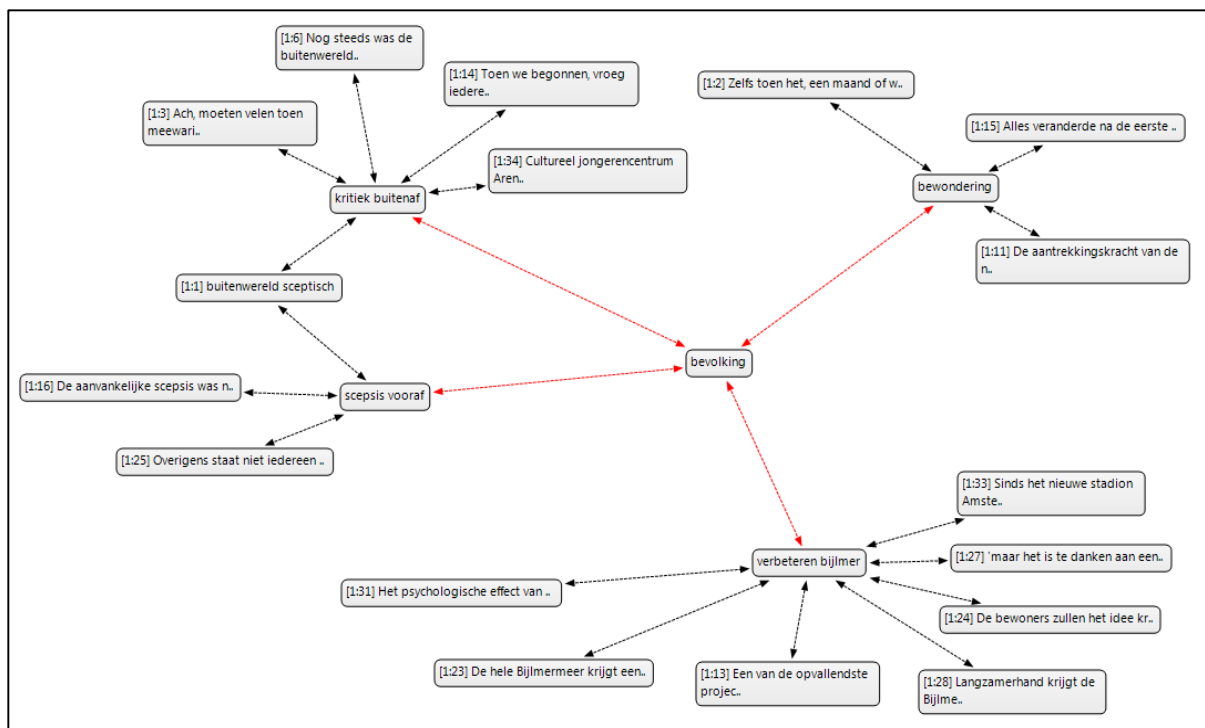 [1:6] Nog steeds was de
buitenwereld..
[1:14] Toen we begonnen, vroeg
iedere..
[1:3] Ach, moeten velen toen
meewari..
[1:34] Cultureel jongerencentrum
Aren..
kritiek buitenaf
[1:1] buitenwereld sceptisch
[1:16] De aanvankelijke scepsis was n..
scepsis vooraf
[1:25] Overigens staat niet iedereen ..
[1:2] Zelfs toen het, een maand of w..
[1:15] Alles veranderde na de eerste ..
bewondering
[1:11] De aantrekkingskracht van de
n..
bevolking
[1:33] Sinds het nieuwe stadion
Amste..
verbeteren bijlmer
[1:27] 'maar het is te danken aan een..
[1:31] Het psychologische effect van ..
[1:24] De bewoners zullen het idee kr..
[1:23] De hele Bijlmermeer krijgt een..
[1:13] Een van de opvallendste
projec..
[1:28] Langzamerhand krijgt de
Bijlme..